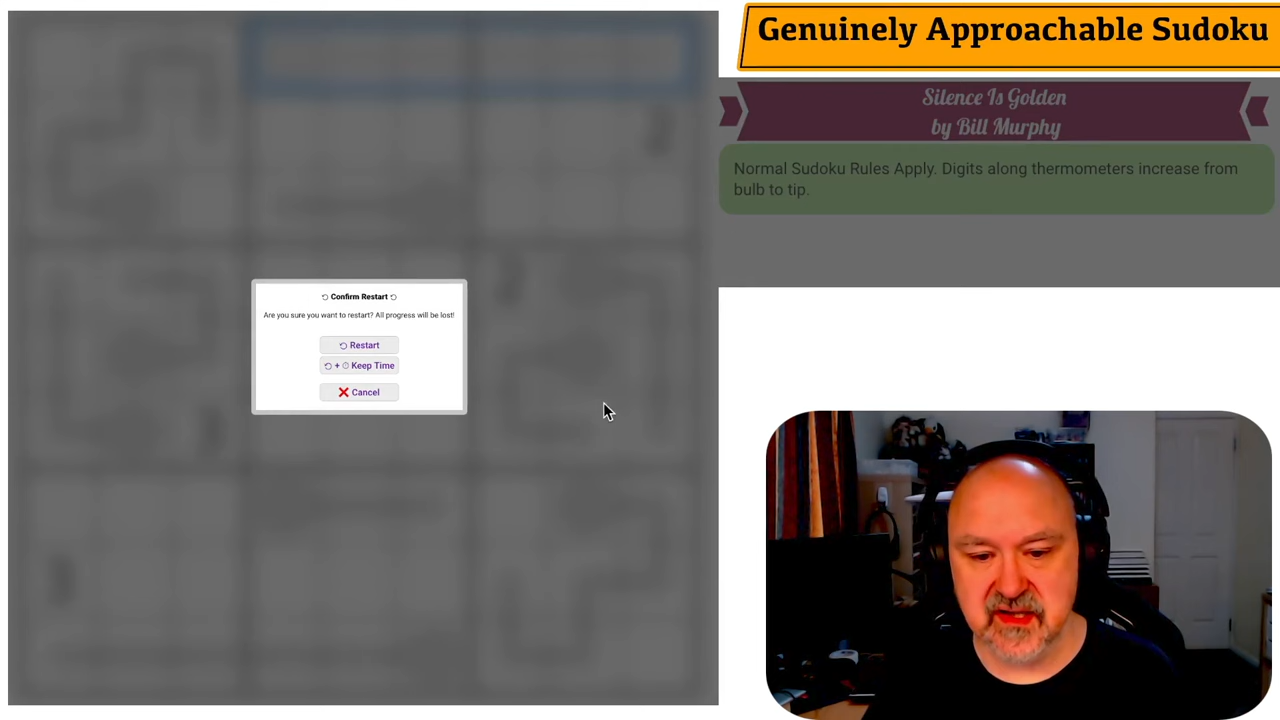 Genuinely Approachable Sudoku
Silence Is Golden
by Bill Murphy
Normal Sudoku Rules Apply. Digits along thermometers increase from
bulb to tip.
Confirm Restart
Are you sure you want to restart? All progress will be lost!
Restart
+ Keep Time
Cancel